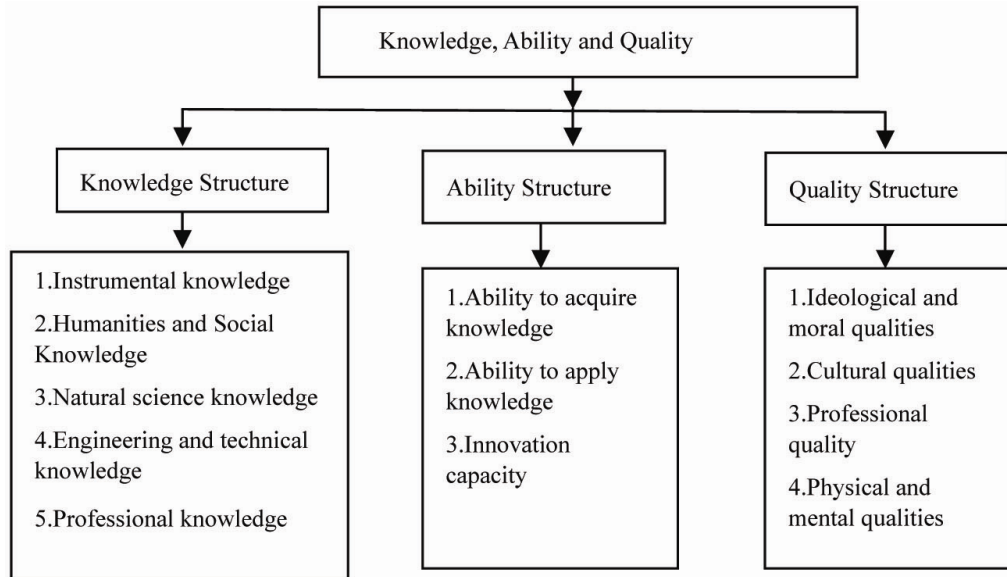 Knowledge, Ability and Quality
Knowledge Structure
Ability Structure
Quality Structure
1.Instrumental knowledge
2.Humanities and Social
Knowledge
3.Natural science knowledge
4.Engineering and technical
knowledge
5.Professional knowledge
1.Ability to acquire
knowledge
2.Ability to apply
knowledge
3.Innovation
capacity
1.Ideological and
moral qualities
2.Cultural qualities
3.Professional
quality
4.Physical and
mental qualities